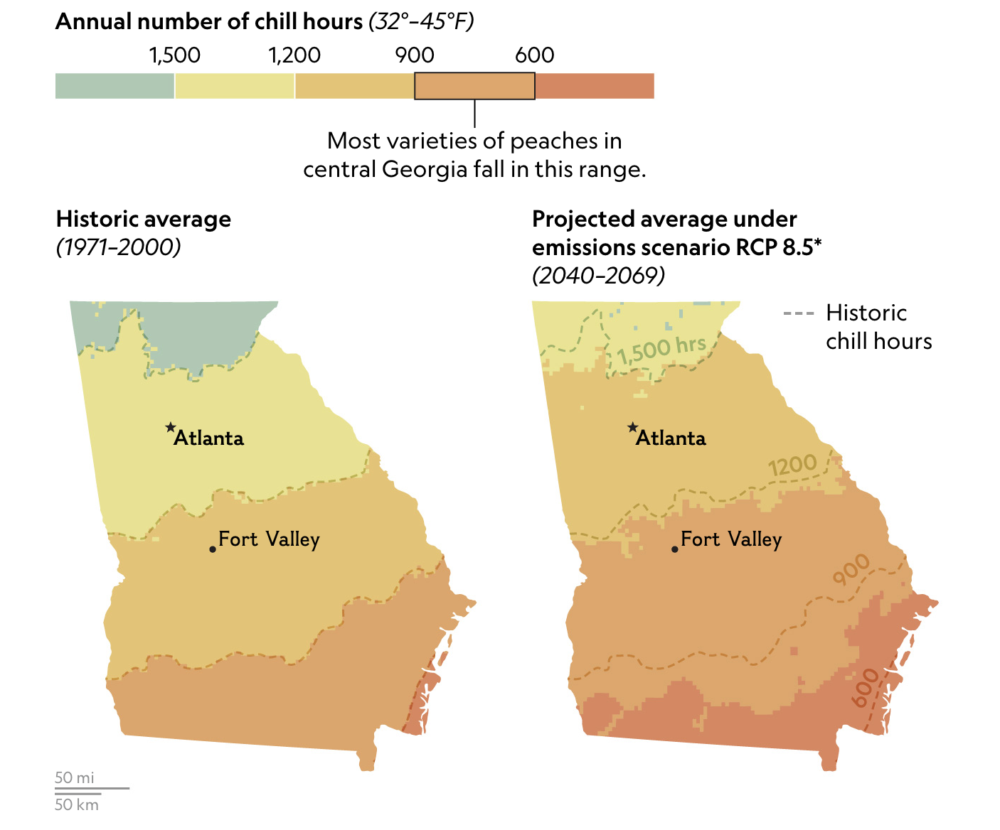 Annual number of chill hours (32°–45°F)
1,500 1,200 900 600
Most varieties of peaches in
central Georgia fall in this range.
Historic average
(1971–2000)
Projected average under
emissions scenario RCP 8.5*
(2040–2069)
Historic
chill hours
Atlanta
Fort Valley
1,500 hrs
Atlanta
1200
Fort Valley
900
600
50 mi
50 km